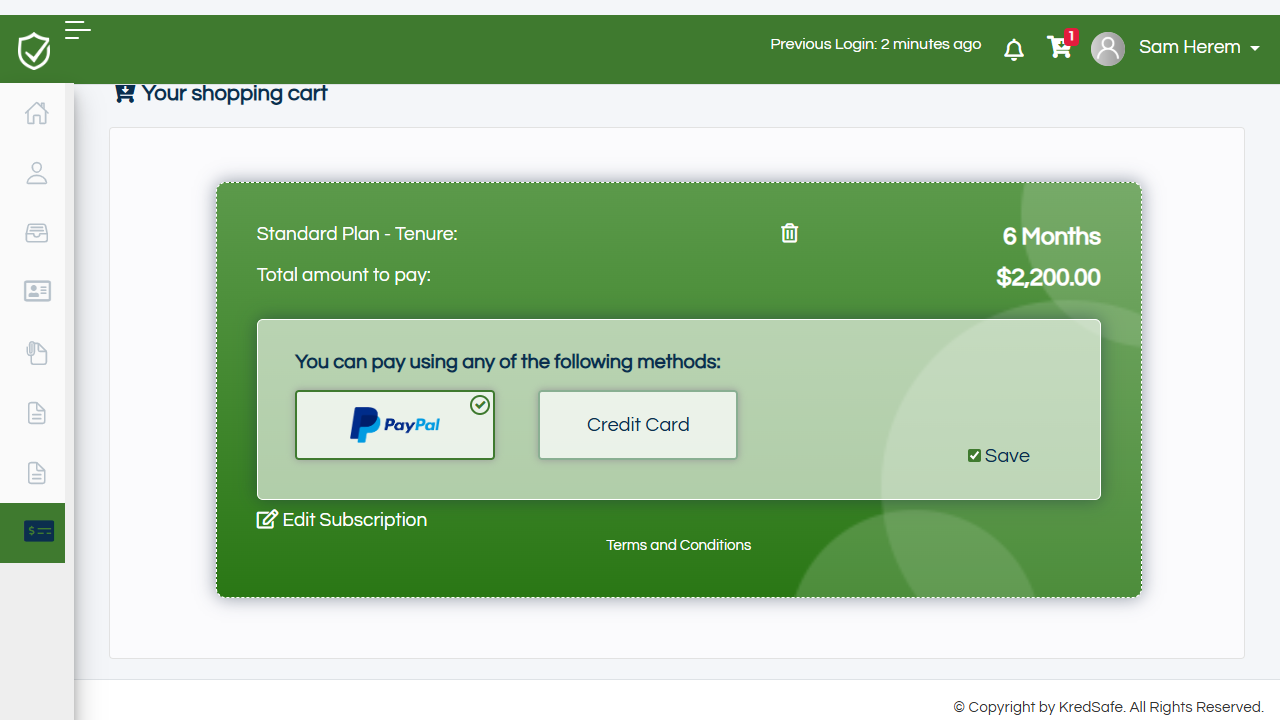 Previous Login: 2 minutes ago
1
Sam Herem
Your shopping cart
Standard Plan - Tenure:
6 Months
Total amount to pay:
$2,200.00
You can pay using any of the following methods:
PayPal
Credit Card
Save
Edit Subscription
Terms and Conditions
© Copyright by KredSafe. All Rights Reserved.